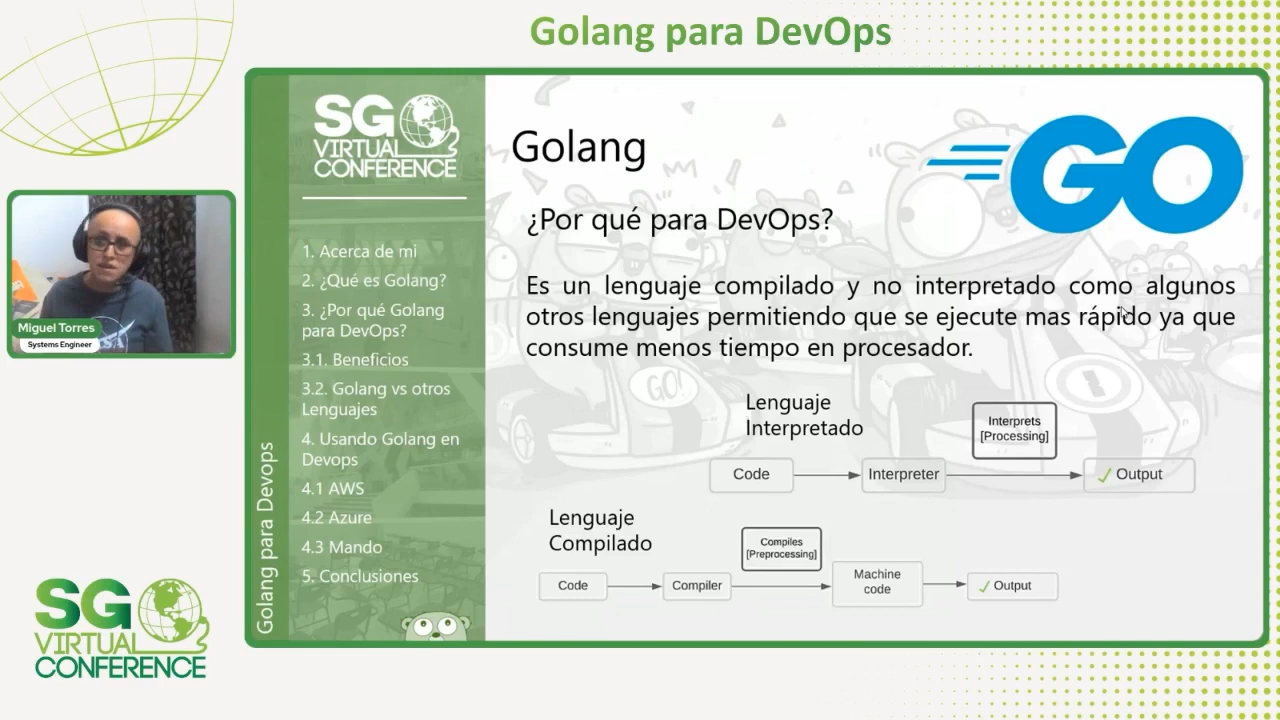 Golang para DevOps
SG
VIRTUAL
CONFERENCE
Golang
GO
¿Por qué para DevOps?
1. Acerca de mi
2. ¿Qué es Golang?
3. ¿Por qué Golang
para DevOps?
3.1. Beneficios
3.2. Golang vs otros
Lenguajes
4. Usando Golang en
Devops
4.1 AWS
4.2 Azure
4.3 Mando
5. Conclusiones
Golang para Devops
Es un lenguaje compilado y no interpretado como algunos
otros lenguajes permitiendo que se ejecute mas rápido ya que
consume menos tiempo en procesador.
GO!
Lenguaje
Interpretado
Interprets
[Processing]
Code
Interpreter
Output
Lenguaje
Compilado
Compiles
[Preprocessing]
Code
Compiler
Machine
code
Output
Miguel Torres
Systems Engineer
SG
VIRTUAL
CONFERENCE